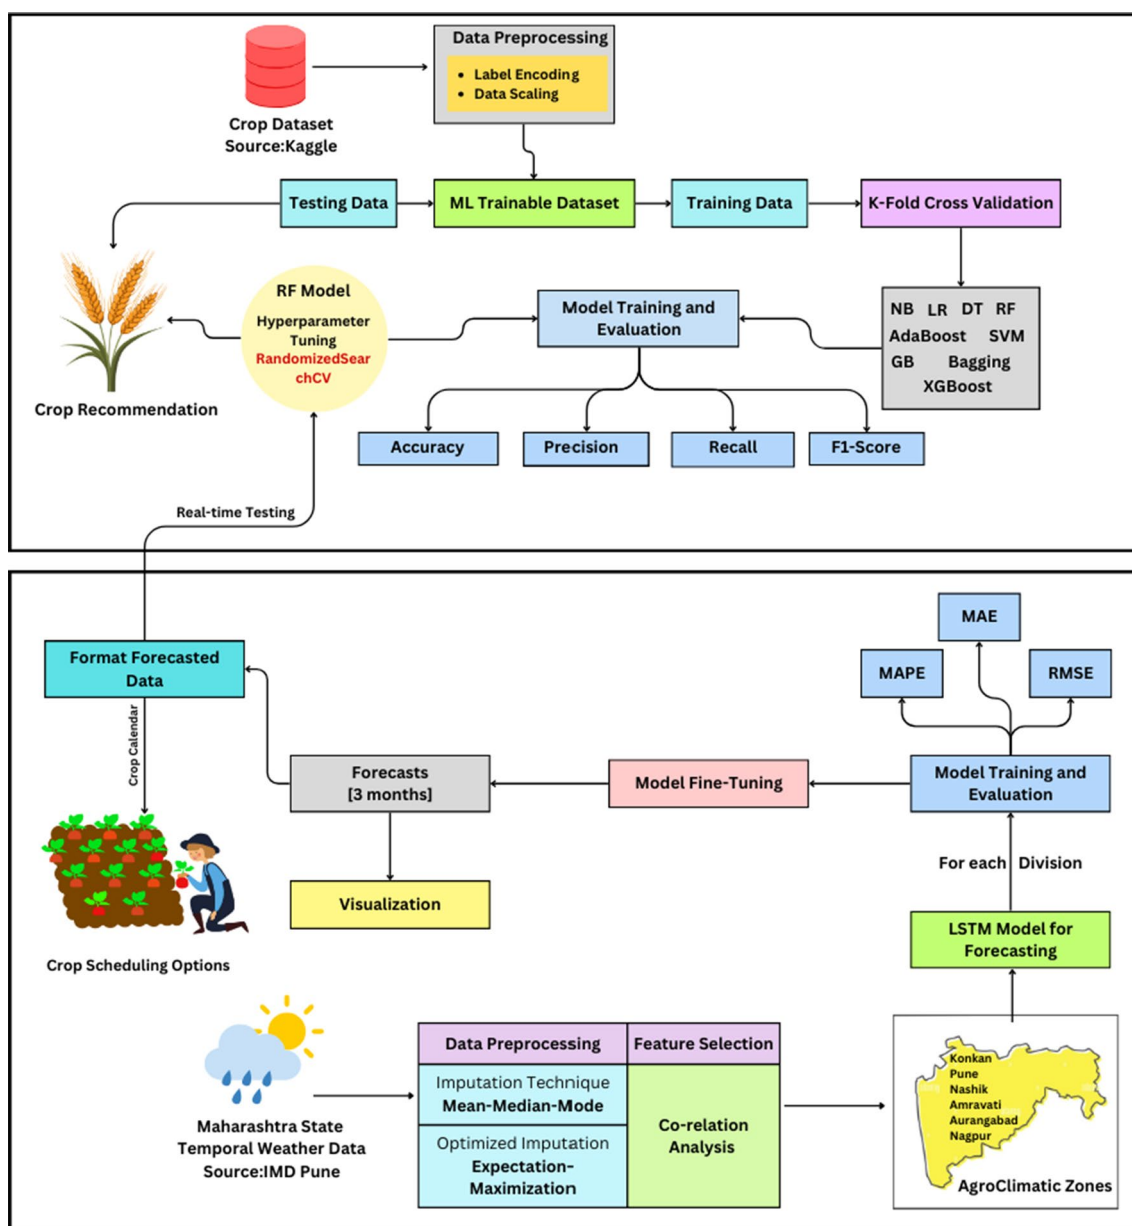 Data Preprocessing
• Label Encoding
• Data Scaling
Crop Dataset
Source:Kaggle
Testing Data
ML Trainable Dataset
Training Data
K-Fold Cross Validation
RF Model
Hyperparameter
Tuning
RandomizedSear
chCV
Model Training and
Evaluation
NB LR DT RF
AdaBoost SVM
GB Bagging
XGBoost
Crop Recommendation
Accuracy
Precision
Recall
F1-Score
Real-time Testing
MAE
MAPE
RMSE
Format Forecasted
Data
Crop Calendar
Forecasts
[3 months]
Model Fine-Tuning
Model Training and
Evaluation
For each Division
Visualization
LSTM Model for
Forecasting
Crop Scheduling Options
Maharashtra State
Temporal Weather Data
Source:IMD Pune
Data Preprocessing
Feature Selection
Imputation Technique
Mean-Median-Mode
Optimized Imputation
Expectation-
Maximization
Co-relation
Analysis
Konkan
Pune
Nashik
Amravati
Aurangabad
Nagpur
AgroClimatic Zones